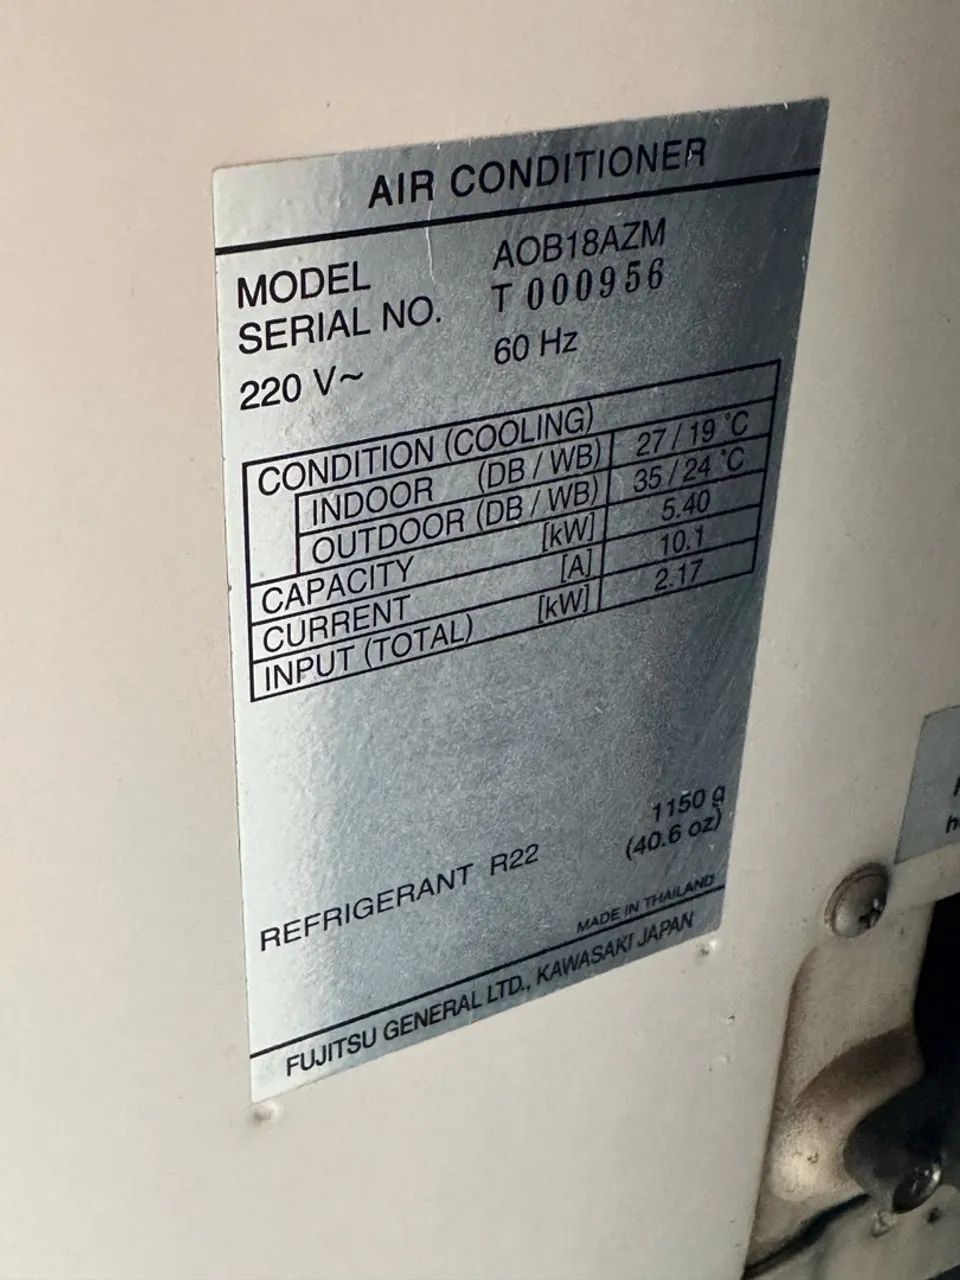 AIR CONDITIONER
MODEL AOB18AZM
SERIAL NO. T 000956
220 V~ 60 Hz
CONDITION (COOLING)
INDOOR (DB / WB) 27 / 19 °C
OUTDOOR (DB / WB) 35 / 24 °C
CAPACITY [kW] 5.40
CURRENT [A] 10.1
INPUT (TOTAL) [kW] 2.17
REFRIGERANT R22 1150 g
(40.6 oz)
MADE IN THAILAND
FUJITSU GENERAL LTD., KAWASAKI JAPAN